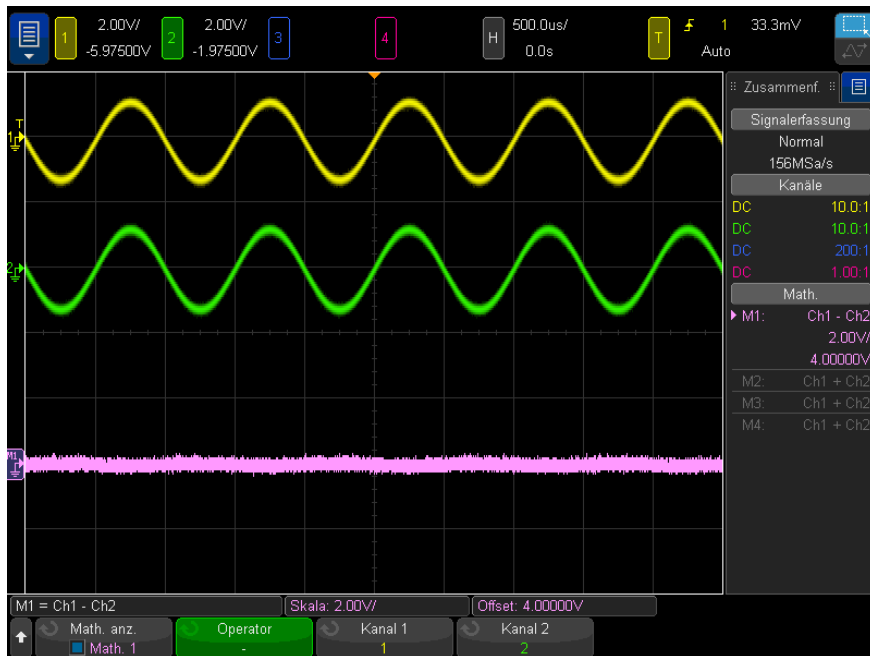 1 2.00V/ 2 2.00V/ 3 4 H 500.0us/ T 1 33.3mV
-5.97500V -1.97500V 0.0s Auto
Zusammenf.
T
1
2
M1
Signalerfassung
Normal
156MSa/s
Kanäle
DC 10.0:1
DC 10.0:1
DC 200:1
DC 1.00:1
Math.
M1: Ch1 - Ch2
2.00V/
4.00000V
M2: Ch1 + Ch2
M3: Ch1 + Ch2
M4: Ch1 + Ch2
M1 = Ch1 - Ch2 Skala: 2.00V/ Offset: 4.00000V
Math. anz. Operator Kanal 1 Kanal 2
Math. 1 - 1 2